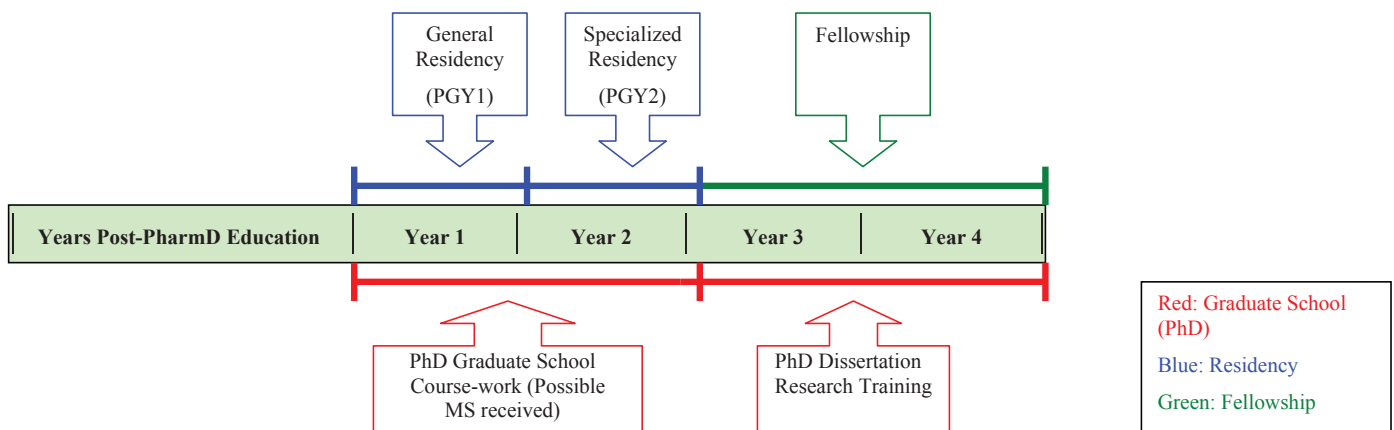 General
Residency
(PGY1)
Specialized
Residency
(PGY2)
Fellowship
Years Post-PharmD Education
Year 1
Year 2
Year 3
Year 4
PhD Graduate School
Course-work (Possible
MS received)
PhD Dissertation
Research Training
Red: Graduate School
(PhD)
Blue: Residency
Green: Fellowship